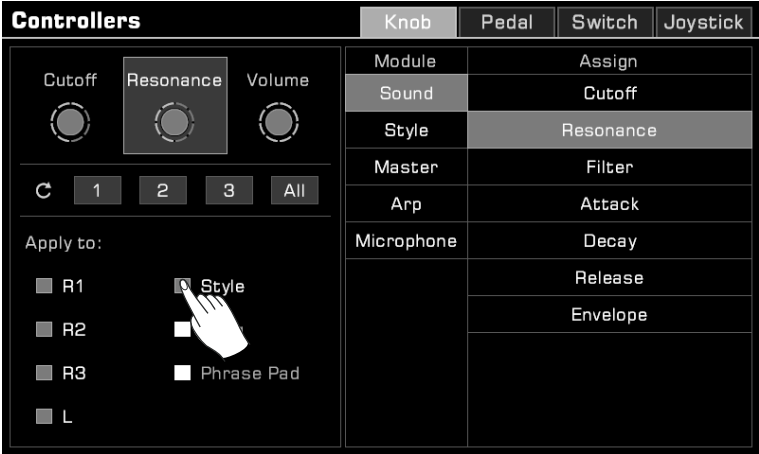 Controllers
Knob
Pedal
Switch
Joystick
Cutoff
Resonance
Volume
1
2
3
All
Apply to:
R1
Style
R2
R3
Phrase Pad
L
Module
Assign
Sound
Cutoff
Style
Resonance
Master
Filter
Arp
Attack
Microphone
Decay
Release
Envelope